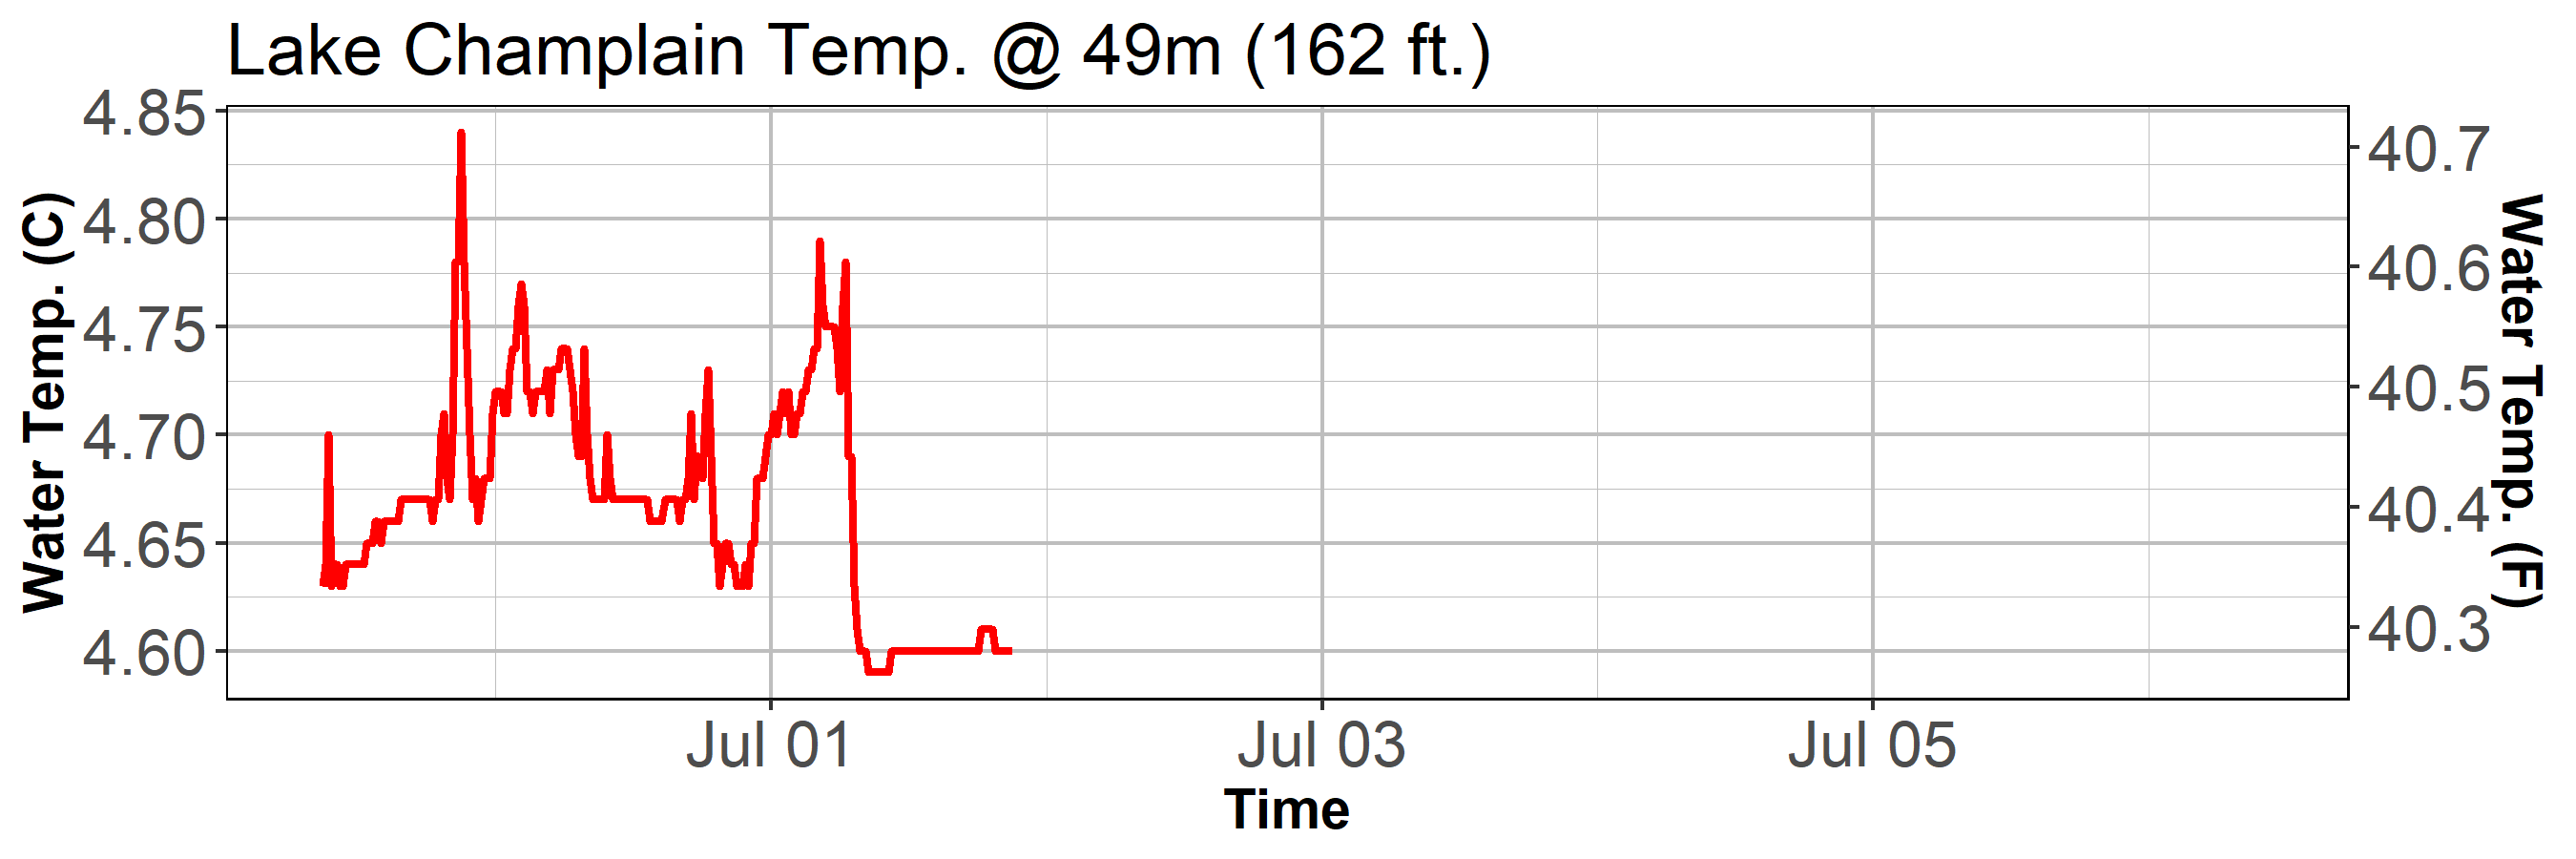 Lake Champlain Temp. @ 49m (162 ft.)
Water Temp. (C)
4.85
4.80
4.75
4.70
4.65
4.60
40.7
40.6
40.5
40.4
40.3
Water Temp. (F)
Jul 01 Jul 03 Jul 05
Time